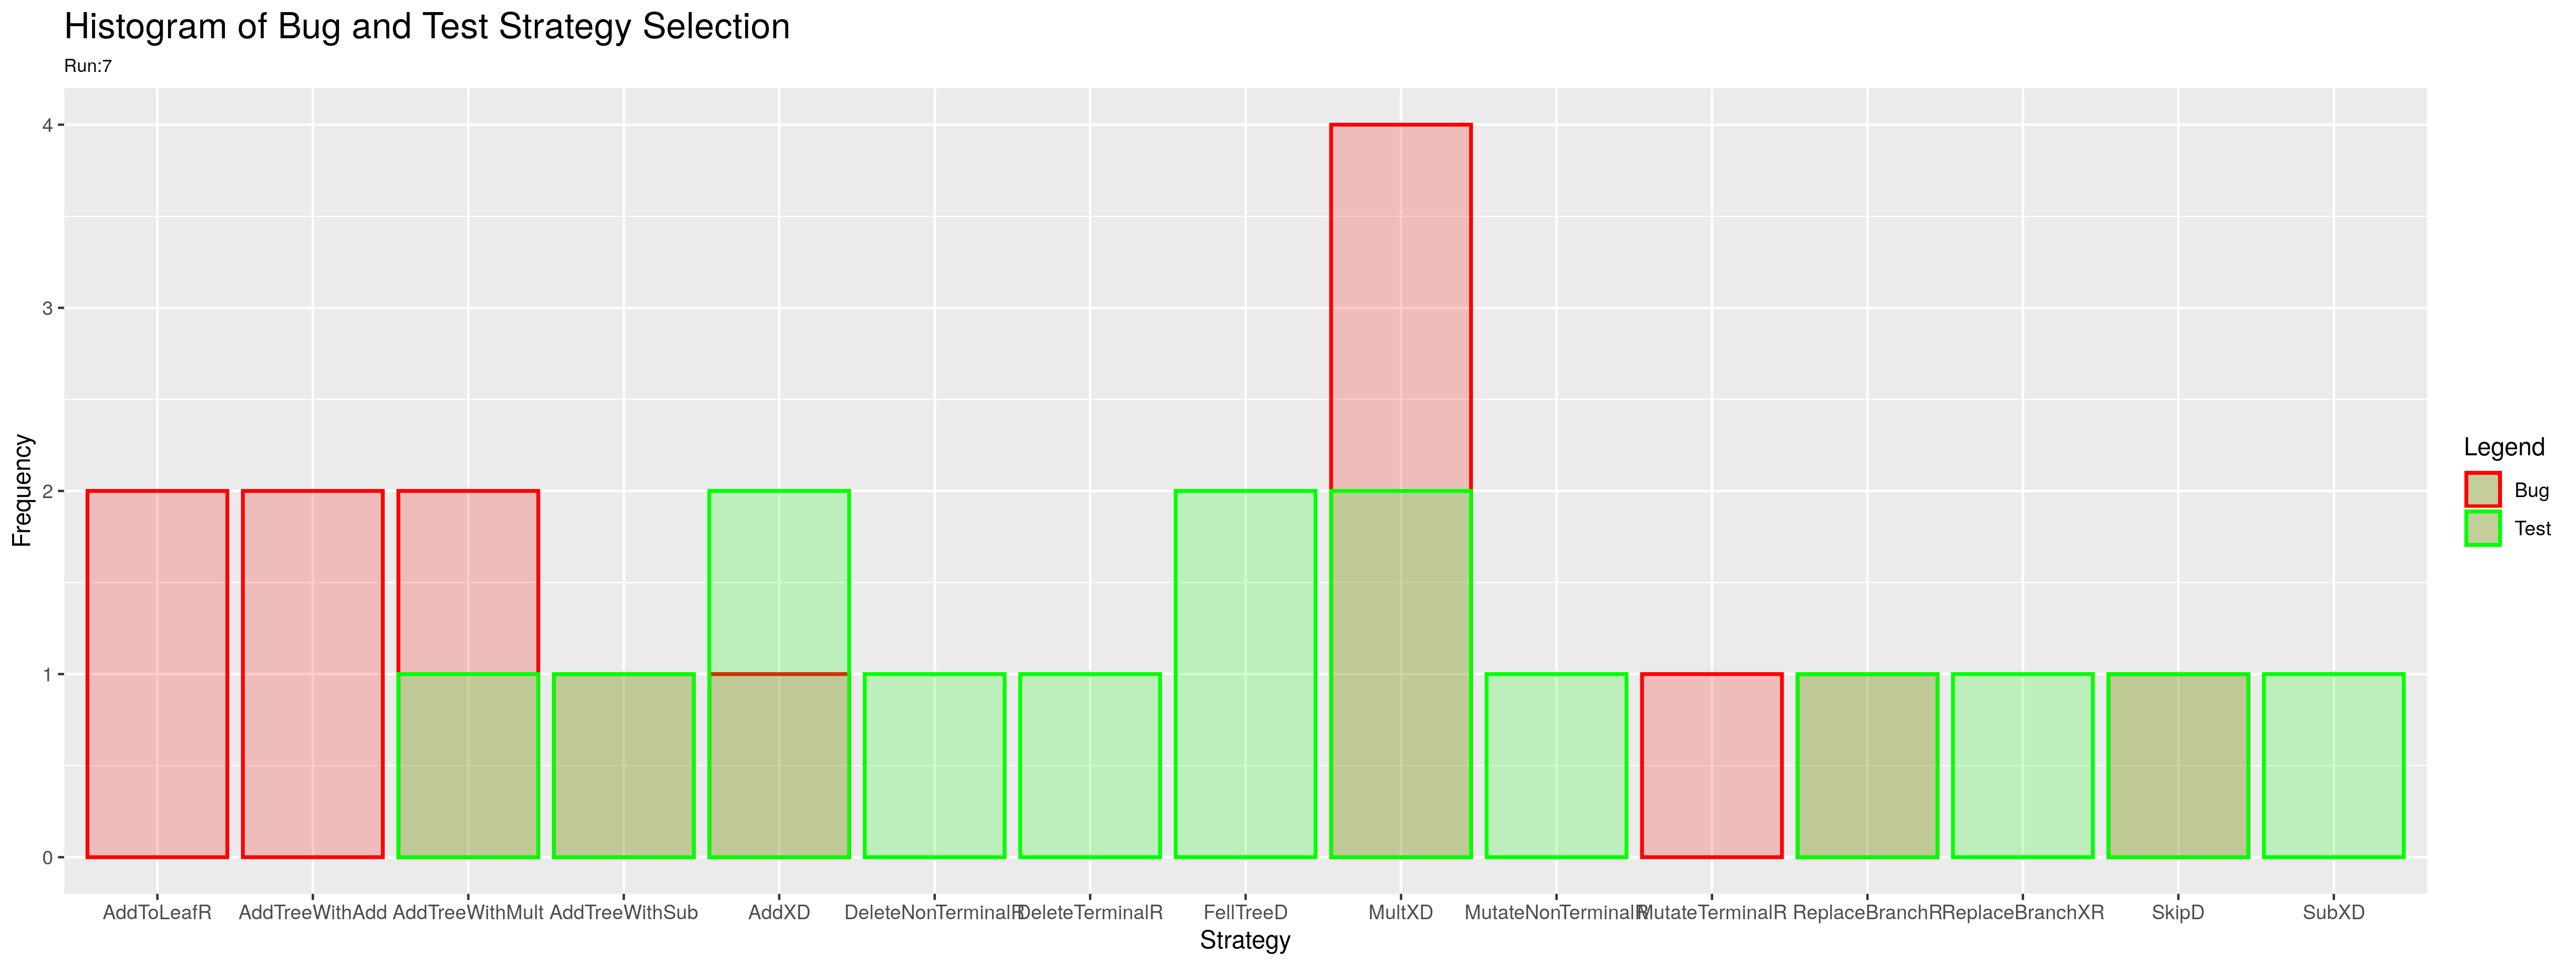 Histogram of Bug and Test Strategy Selection
Run:7
Frequency
4
3
2
1
0
AddToLeafR AddTreeWithAdd AddTreeWithMult AddTreeWithSub AddXD DeleteNonTerminalR DeleteTerminalR FellTreeD MultXD MutateNonTerminalR MutateTerminalR ReplaceBranchR ReplaceBranchXR SkipD SubXD
Strategy
Legend
Bug
Test